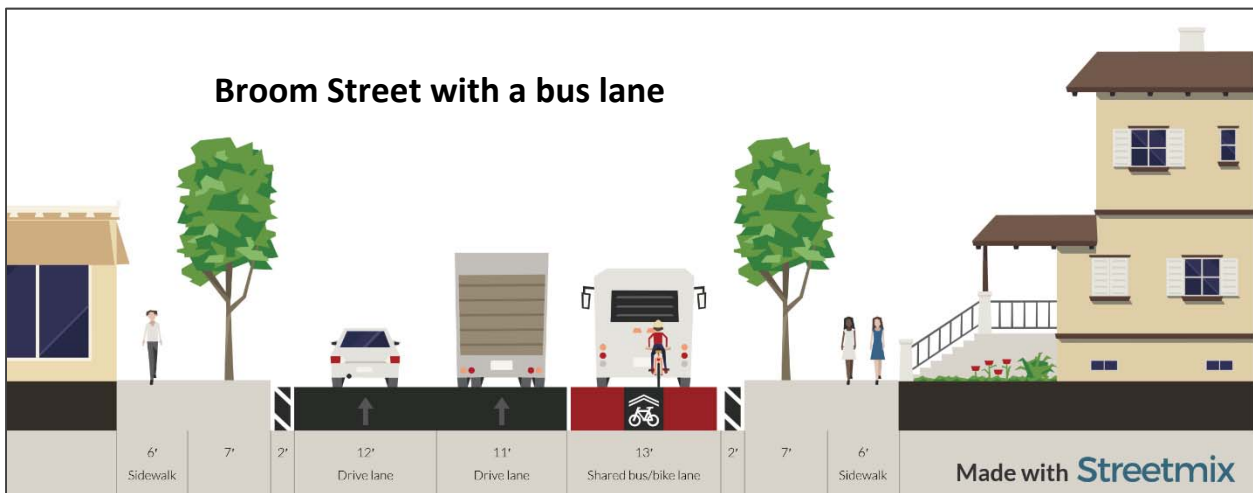 Broom Street with a bus lane
6' 7' 2' 12' 11' 13' 2' 7' 6'
Sidewalk Drive lane Drive lane Shared bus/bike lane Sidewalk
Made with Streetmix